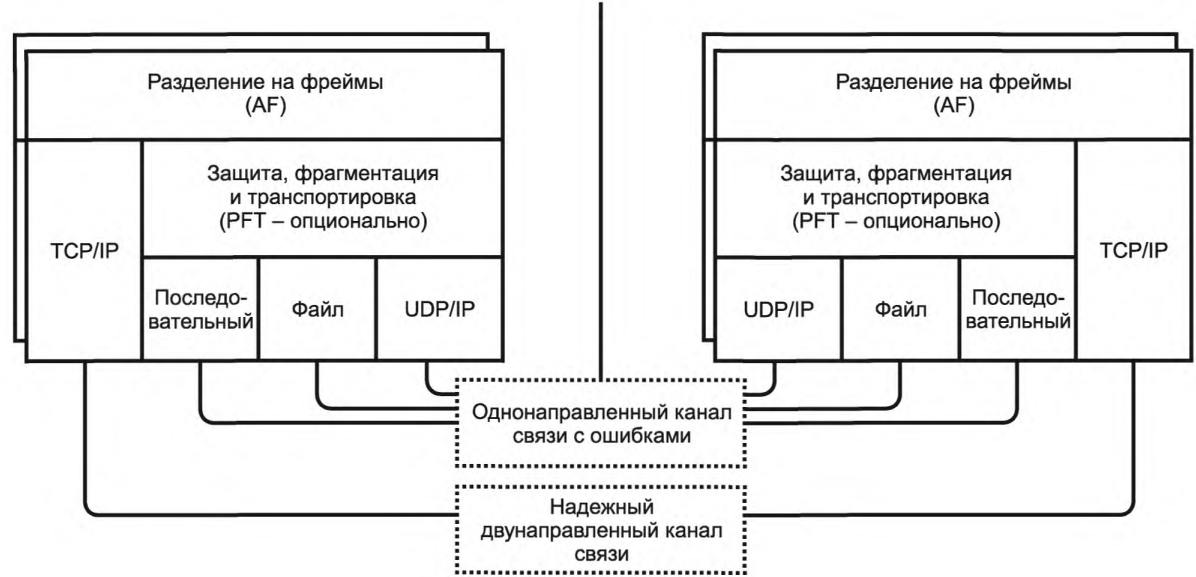 Разделение на фреймы
(AF)
TCP/IP
Защита, фрагментация
и транспортировка
(PFT – опционально)
Последо-
вательный
Файл
UDP/IP
Разделение на фреймы
(AF)
Защита, фрагментация
и транспортировка
(PFT – опционально)
TCP/IP
UDP/IP
Файл
Последо-
вательный
Однонаправленный канал
связи с ошибками
Надежный
двунаправленный канал
связи